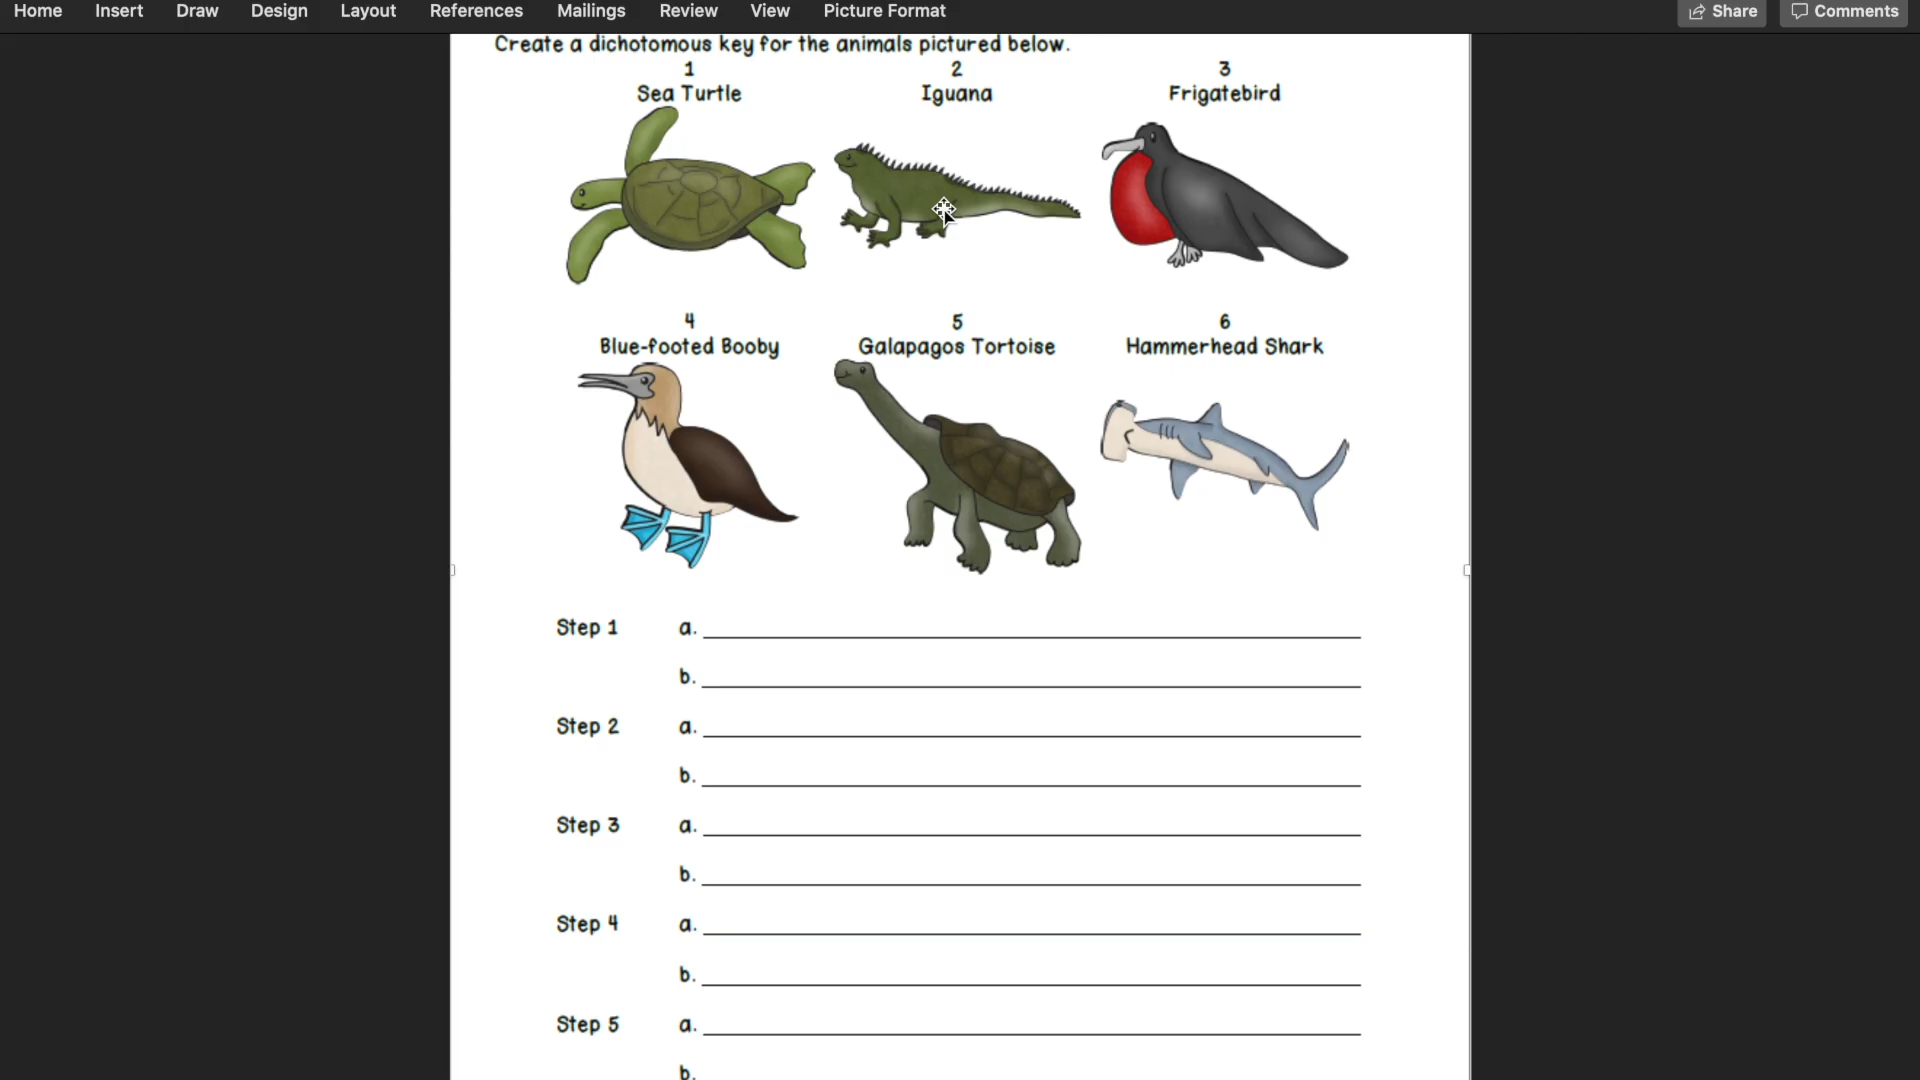 Home Insert Draw Design Layout References Mailings Review View Picture Format Share Comments
Create a dichotomous key for the animals pictured below.
1 2 3
Sea Turtle Iguana Frigatebird
4 5 6
Blue-footed Booby Galapagos Tortoise Hammerhead Shark
Step 1 a.
b.
Step 2 a.
b.
Step 3 a.
b.
Step 4 a.
b.
Step 5 a.
b.